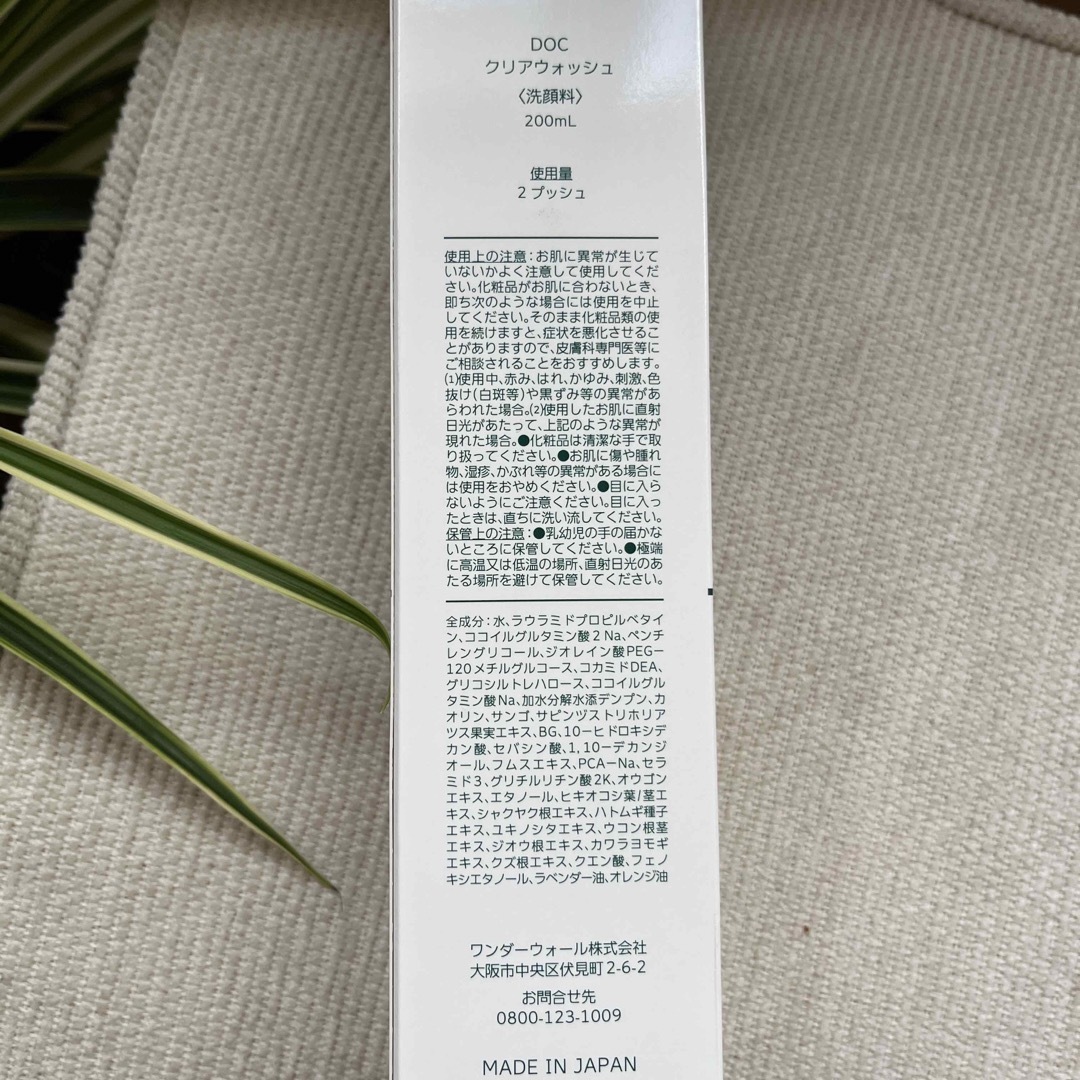 DOC
クリアウォッシュ
〈洗顔料〉
200mL
使用量
2 プッシュ
使用上の注意：お肌に異常が生じて
いないかよく注意して使用してくだ
さい。化粧品がお肌に合わないとき、
即ち次のような場合には使用を中止
してください。そのまま化粧品類の使
用を続けますと、症状を悪化させるこ
とがありますので、皮膚科専門医等に
ご相談されることをおすすめします。
⑴使用中、赤み、はれ、かゆみ、刺激、色
抜け(白斑等)や黒ずみ等の異常があ
らわれた場合。⑵使用したお肌に直射
日光があたって、上記のような異常が
現れた場合。●化粧品は清潔な手で取
り扱ってください。●お肌に傷や腫れ
物、湿疹、かぶれ等の異常がある場合に
は使用をおやめください。●目に入ら
ないようにご注意ください。目に入っ
たときは、直ちに洗い流してください。
保管上の注意：●乳幼児の手の届かな
いところに保管してください。●極端
に高温又は低温の場所、直射日光のあ
たる場所を避けて保管してください。
全成分：水、ラウラミドプロピルベタイ
ン、ココイルグルタミン酸2Na、ペンチ
レングリコール、ジオレイン酸PEG－
120メチルグルコース、コカミドDEA、
グリコシルトレハロース、ココイルグル
タミン酸Na、加水分解水添デンプン、カ
オリン、サンゴ、サピンヅストリホリア
ツス果実エキス、BG、10－ヒドロキシデ
カン酸、セバシン酸、1,10－デカンジ
オール、フムスエキス、PCA－Na、セラ
ミド3、グリチルリチン酸2K、オウゴン
エキス、エタノール、ヒキオコシ葉/茎エ
キス、シャクヤク根エキス、ハトムギ種子
エキス、ユキノシタエキス、ウコン根茎
エキス、ジオウ根エキス、カワラヨモギ
エキス、クズ根エキス、クエン酸、フェノ
キシエタノール、ラベンダー油、オレンジ油
ワンダーウォール株式会社
大阪市中央区伏見町2-6-2
お問合せ先
0800-123-1009
MADE IN JAPAN